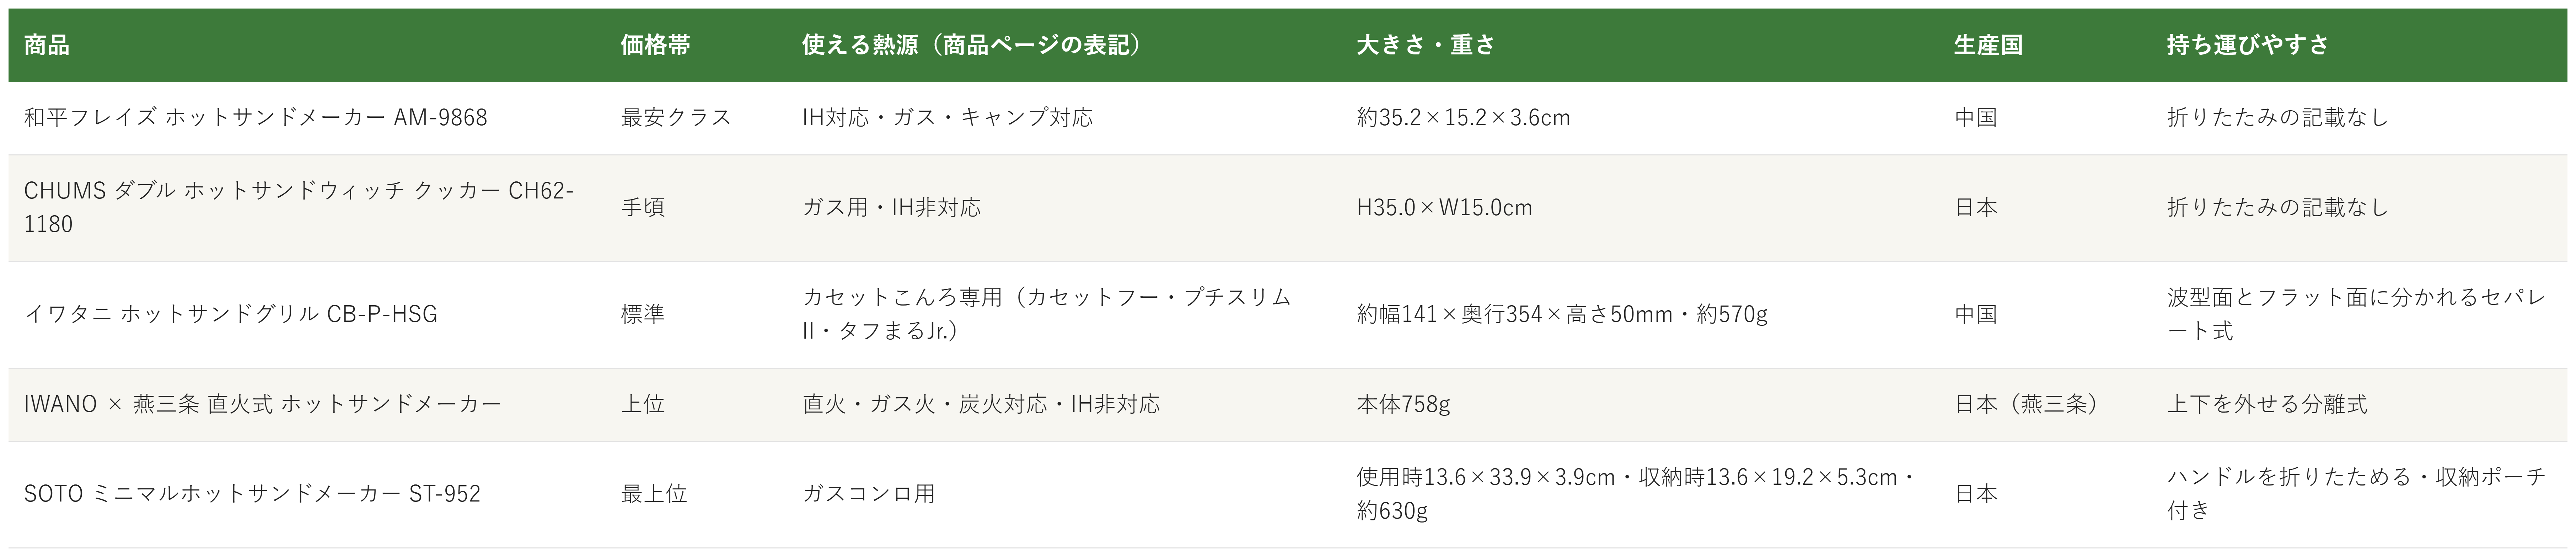 商品 価格帯 使える熱源（商品ページの表記） 大きさ・重さ 生産国 持ち運びやすさ
和平フレイズ ホットサンドメーカー AM-9868 最安クラス IH対応・ガス・キャンプ対応 約35.2×15.2×3.6cm 中国 折りたたみの記載なし
CHUMS ダブル ホットサンドウィッチ クッカー CH62-
1180 手頃 ガス用・IH非対応 H35.0×W15.0cm 日本 折りたたみの記載なし
イワタニ ホットサンドグリル CB-P-HSG 標準 カセットこんろ専用（カセットフー・プチスリム
II・タフまるJr.） 約幅141×奥行354×高さ50mm・約570g 中国 波型面とフラット面に分かれるセパレ
ート式
IWANO × 燕三条 直火式 ホットサンドメーカー 上位 直火・ガス火・炭火対応・IH非対応 本体758g 日本（燕三条） 上下を外せる分離式
SOTO ミニマルホットサンドメーカー ST-952 最上位 ガスコンロ用 使用時13.6×33.9×3.9cm・収納時13.6×19.2×5.3cm・
約630g 日本 ハンドルを折りたためる・収納ポーチ
付き